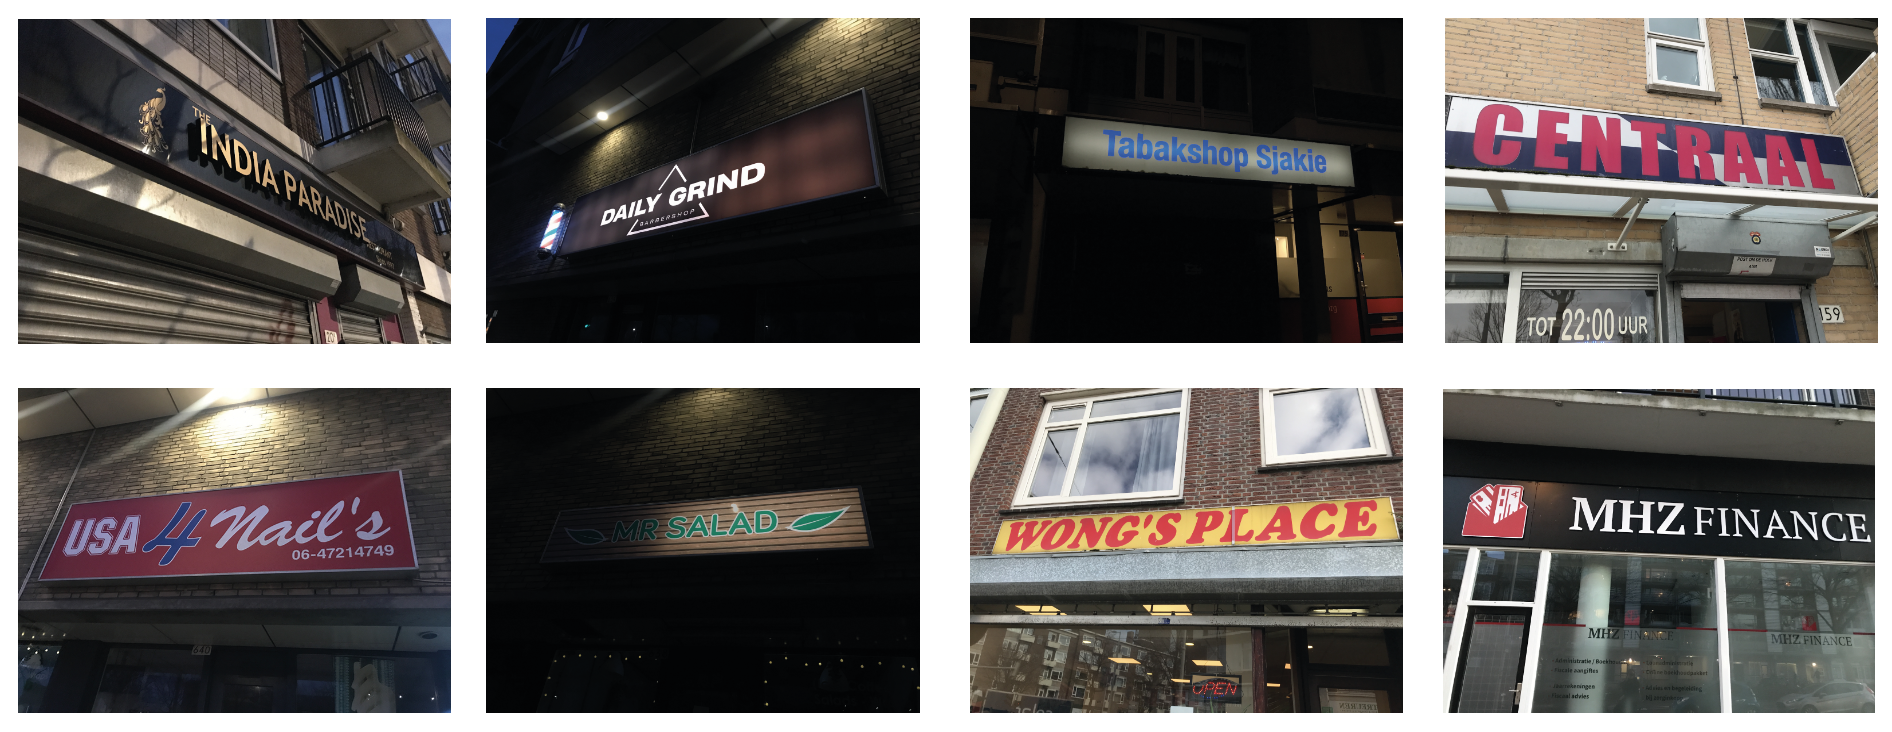 THE
INDIA PARADISE
DAILY GRIND
BARBERSHOP
Tabakshop Sjakie
CENTRAAL
TOT 22:00 UUR
159
USA 4 Nail's
06-47214749
640
MR SALAD
WONG'S PLACE
OPEN
MHZ FINANCE
MHZ FINANCE
MHZ FINANCE